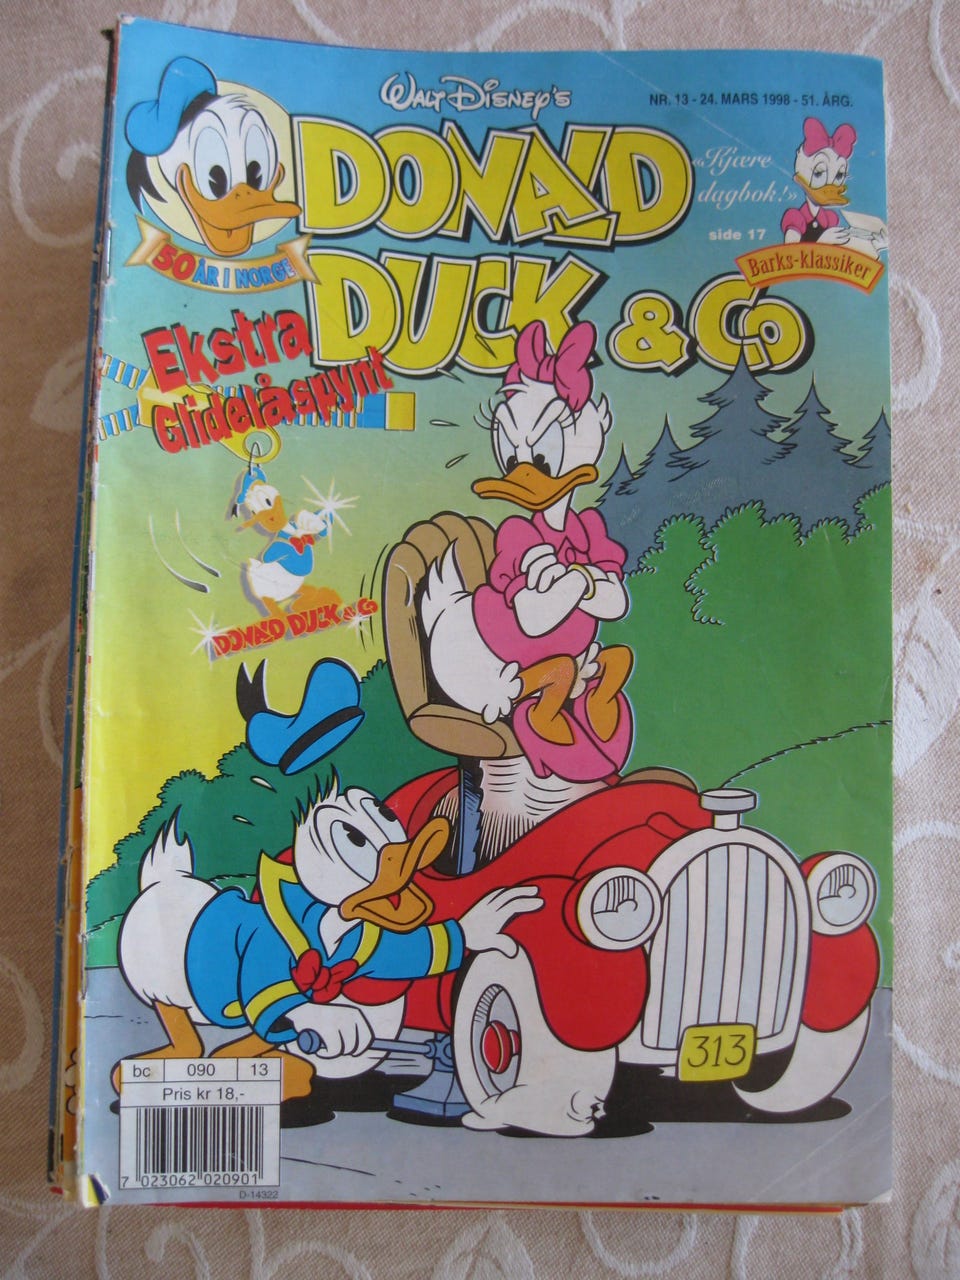 WALT DISNEY'S
NR. 13 - 24. MARS 1998 - 51. ÅRG.
DONALD
DUCK & Co
«Kjære
dagbok!»
side 17
Barks-klassiker
50 ÅR I NORGE
Ekstra
Glidelåspynt
DONALD DUCK & Co
313
bc 090 13
Pris kr 18,-
7 023062 020901
D-14322